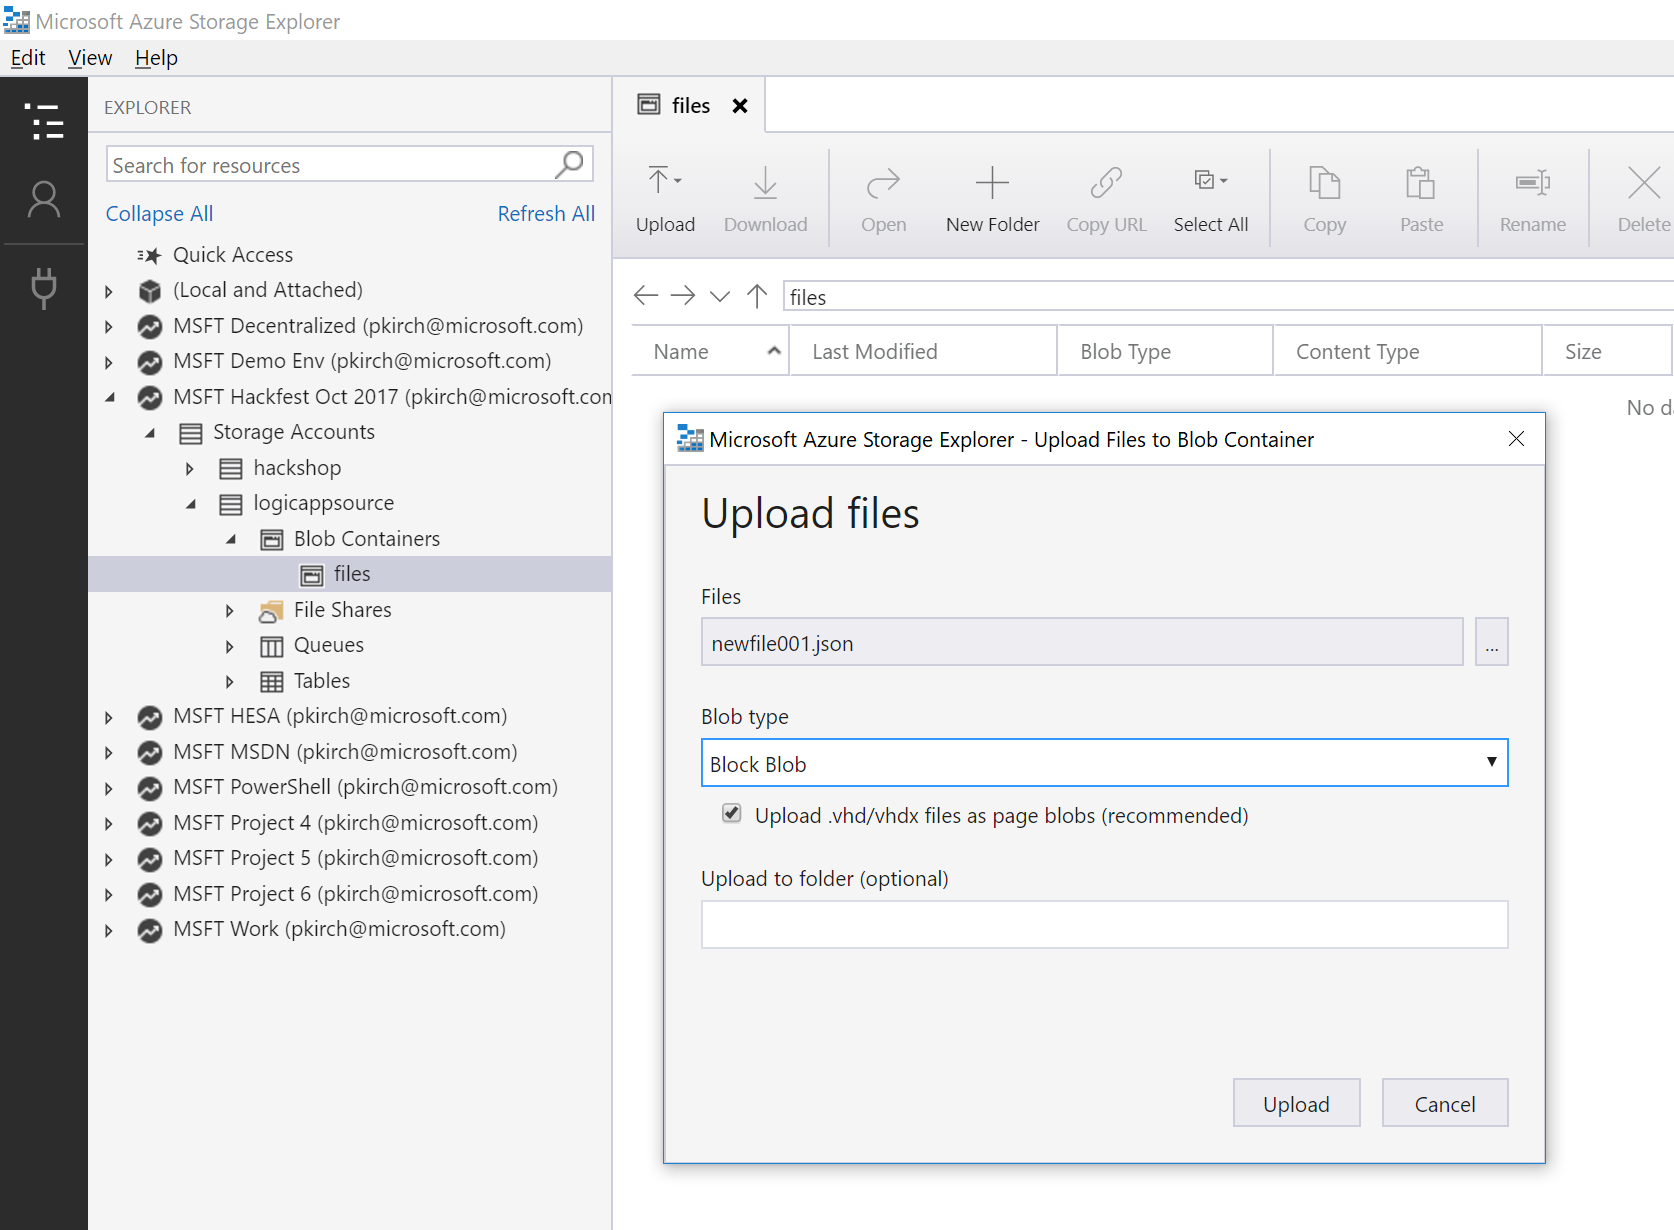 Microsoft Azure Storage Explorer
Edit View Help
EXPLORER
Search for resources
Collapse All Refresh All
Quick Access
(Local and Attached)
MSFT Decentralized (pkirch@microsoft.com)
MSFT Demo Env (pkirch@microsoft.com)
MSFT Hackfest Oct 2017 (pkirch@microsoft.com
Storage Accounts
hackshop
logicappsource
Blob Containers
files
File Shares
Queues
Tables
MSFT HESA (pkirch@microsoft.com)
MSFT MSDN (pkirch@microsoft.com)
MSFT PowerShell (pkirch@microsoft.com)
MSFT Project 4 (pkirch@microsoft.com)
MSFT Project 5 (pkirch@microsoft.com)
MSFT Project 6 (pkirch@microsoft.com)
MSFT Work (pkirch@microsoft.com)
files
Upload Download Open New Folder Copy URL Select All Copy Paste Rename Delete
files
Name Last Modified Blob Type Content Type Size
No da
Microsoft Azure Storage Explorer - Upload Files to Blob Container
Upload files
Files
newfile001.json
...
Blob type
Block Blob
Upload .vhd/vhdx files as page blobs (recommended)
Upload to folder (optional)
Upload Cancel